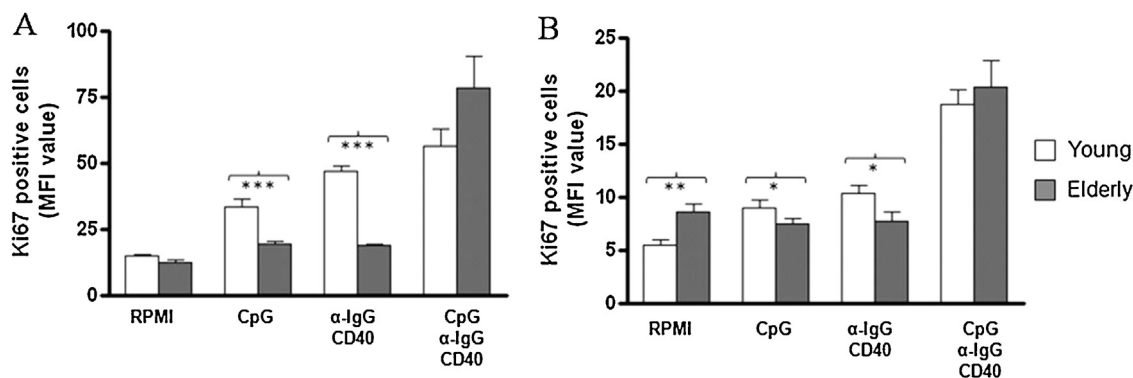 A
Ki67 positive cells
(MFI value)
100
75
50
25
0
***
***
RPMI
CpG
α-IgG
CD40
CpG
α-IgG
CD40
B
Ki67 positive cells
(MFI value)
25
20
15
10
5
0
**
*
*
RPMI
CpG
α-IgG
CD40
CpG
α-IgG
CD40
Young
Elderly